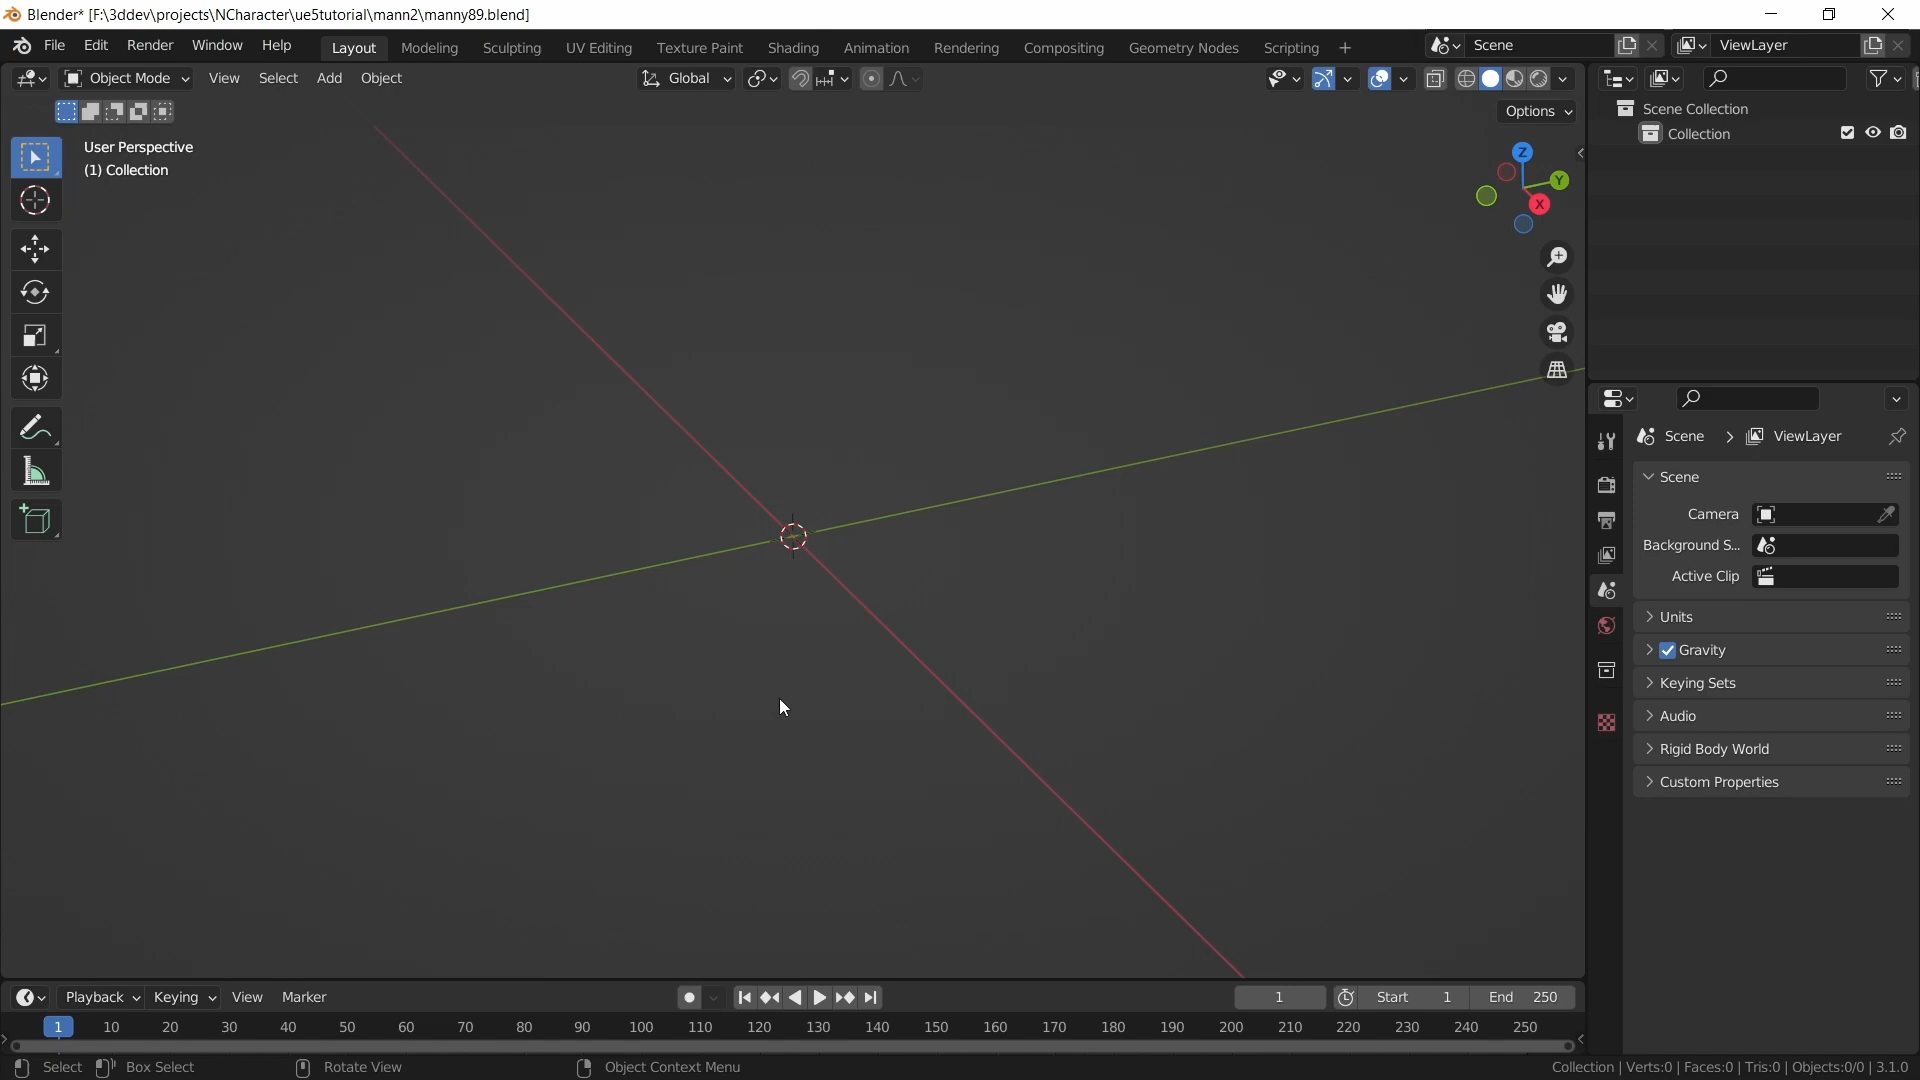 Blender* [F:\3ddev\projects\NCharacter\ue5tutorial\mann2\manny89.blend]
File Edit Render Window Help Layout Modeling Sculpting UV Editing Texture Paint Shading Animation Rendering Compositing Geometry Nodes Scripting + Scene ViewLayer
Object Mode View Select Add Object Global
Options
User Perspective
(1) Collection
Z
Y
X
Scene Collection
Collection
Scene > ViewLayer
Scene
Camera
Background S...
Active Clip
Units
Gravity
Keying Sets
Audio
Rigid Body World
Custom Properties
Playback Keying View Marker 1 Start 1 End 250
1 10 20 30 40 50 60 70 80 90 100 110 120 130 140 150 160 170 180 190 200 210 220 230 240 250
Select Box Select Rotate View Object Context Menu Collection | Verts:0 | Faces:0 | Tris:0 | Objects:0/0 | 3.1.0